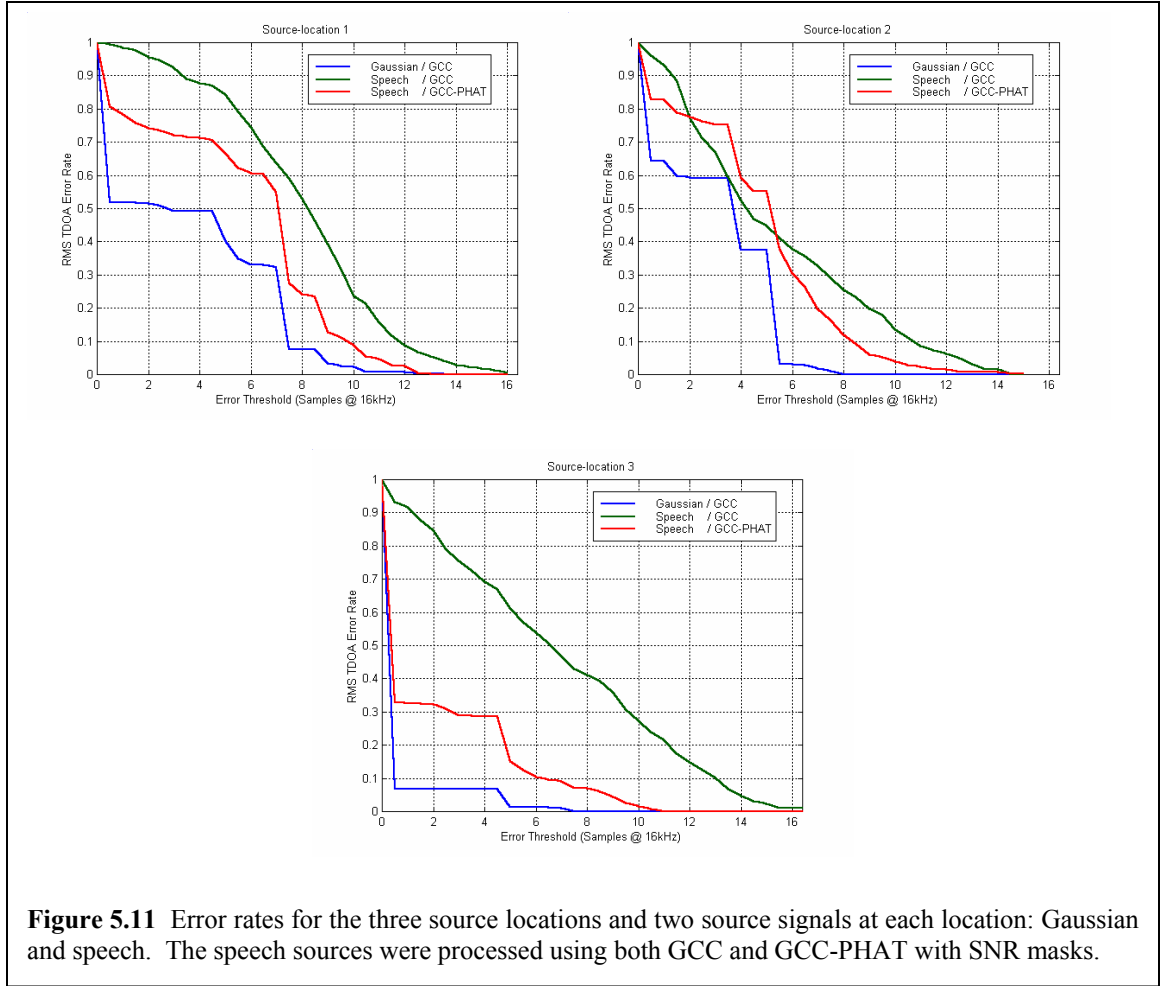 Source-location 1
1
0.9
0.8
0.7
0.6
0.5
0.4
0.3
0.2
0.1
0
RMS TDOA Error Rate
Gaussian / GCC
Speech / GCC
Speech / GCC-PHAT
0 2 4 6 8 10 12 14 16
Error Threshold (Samples @ 16kHz)
Source-location 2
1
0.9
0.8
0.7
0.6
0.5
0.4
0.3
0.2
0.1
0
RMS TDOA Error Rate
Gaussian / GCC
Speech / GCC
Speech / GCC-PHAT
0 2 4 6 8 10 12 14 16
Error Threshold (Samples @ 16kHz)
Source-location 3
1
0.9
0.8
0.7
0.6
0.5
0.4
0.3
0.2
0.1
0
RMS TDOA Error Rate
Gaussian / GCC
Speech / GCC
Speech / GCC-PHAT
0 2 4 6 8 10 12 14 16
Error Threshold (Samples @ 16kHz)
Figure 5.11 Error rates for the three source locations and two source signals at each location: Gaussian
and speech. The speech sources were processed using both GCC and GCC-PHAT with SNR masks.